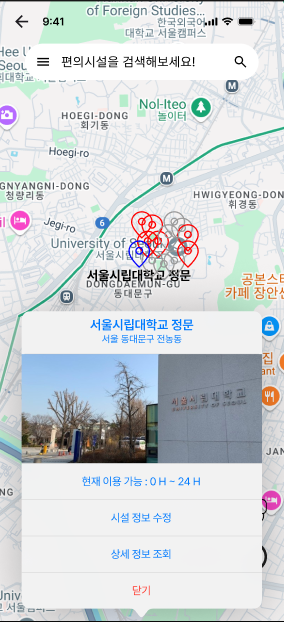 of Foreign Studies...
9:41
한국외국어
대학교 서울캠퍼스
편의시설을 검색해보세요!
Nol-Iteo
놀이터
HOEGI-DONG
회기동
Hoegi-ro
NGNYANGNI-DONG
청량리동
HWIGYEONG-DONG
휘경동
Jegi-ro
6
University of
서울시립대학교 정문
DONGDAEMUN-GU
동대문구
공본스
카페 장안
서울시립대학교 정문
서울 동대문구 전농동
서울시립대학교
UNIVERSITY OF SEOUL
집
ant
현재 이용 가능 : 0 H ~ 24 H
JANG
시설 정보 수정
상세 정보 조회
닫기
Univ
서울